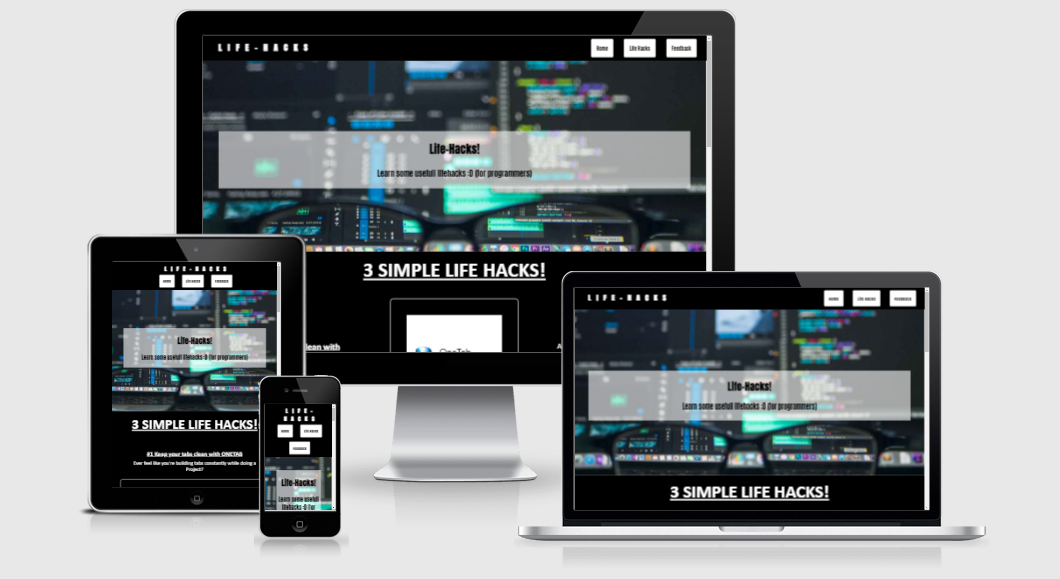 LIFE-HACKS
Home
Life Hacks
Feedback
Life-Hacks!
Learn some usefull lifehacks :D (for programmers)
3 SIMPLE LIFE HACKS!
lean with
OneTab
A
LIFE-HACKS
HOME
LIFE HACKS
FEEDBACK
Life-Hacks!
Learn some usefull lifehacks :D (for programmers)
3 SIMPLE LIFE HACKS!
#1 Keep your tabs clean with ONETAB
Ever feel like you're building tabs constantly while doing a
Project?
LIFE-
HACKS
HOME
LIFE HACKS
FEEDBACK
Life-Hacks!
Learn some usefull
lifehacks :D (for
LIFE-HACKS
HOME
LIFE HACKS
FEEDBACK
Life-Hacks!
Learn some usefull lifehacks :D (for programmers)
3 SIMPLE LIFE HACKS!